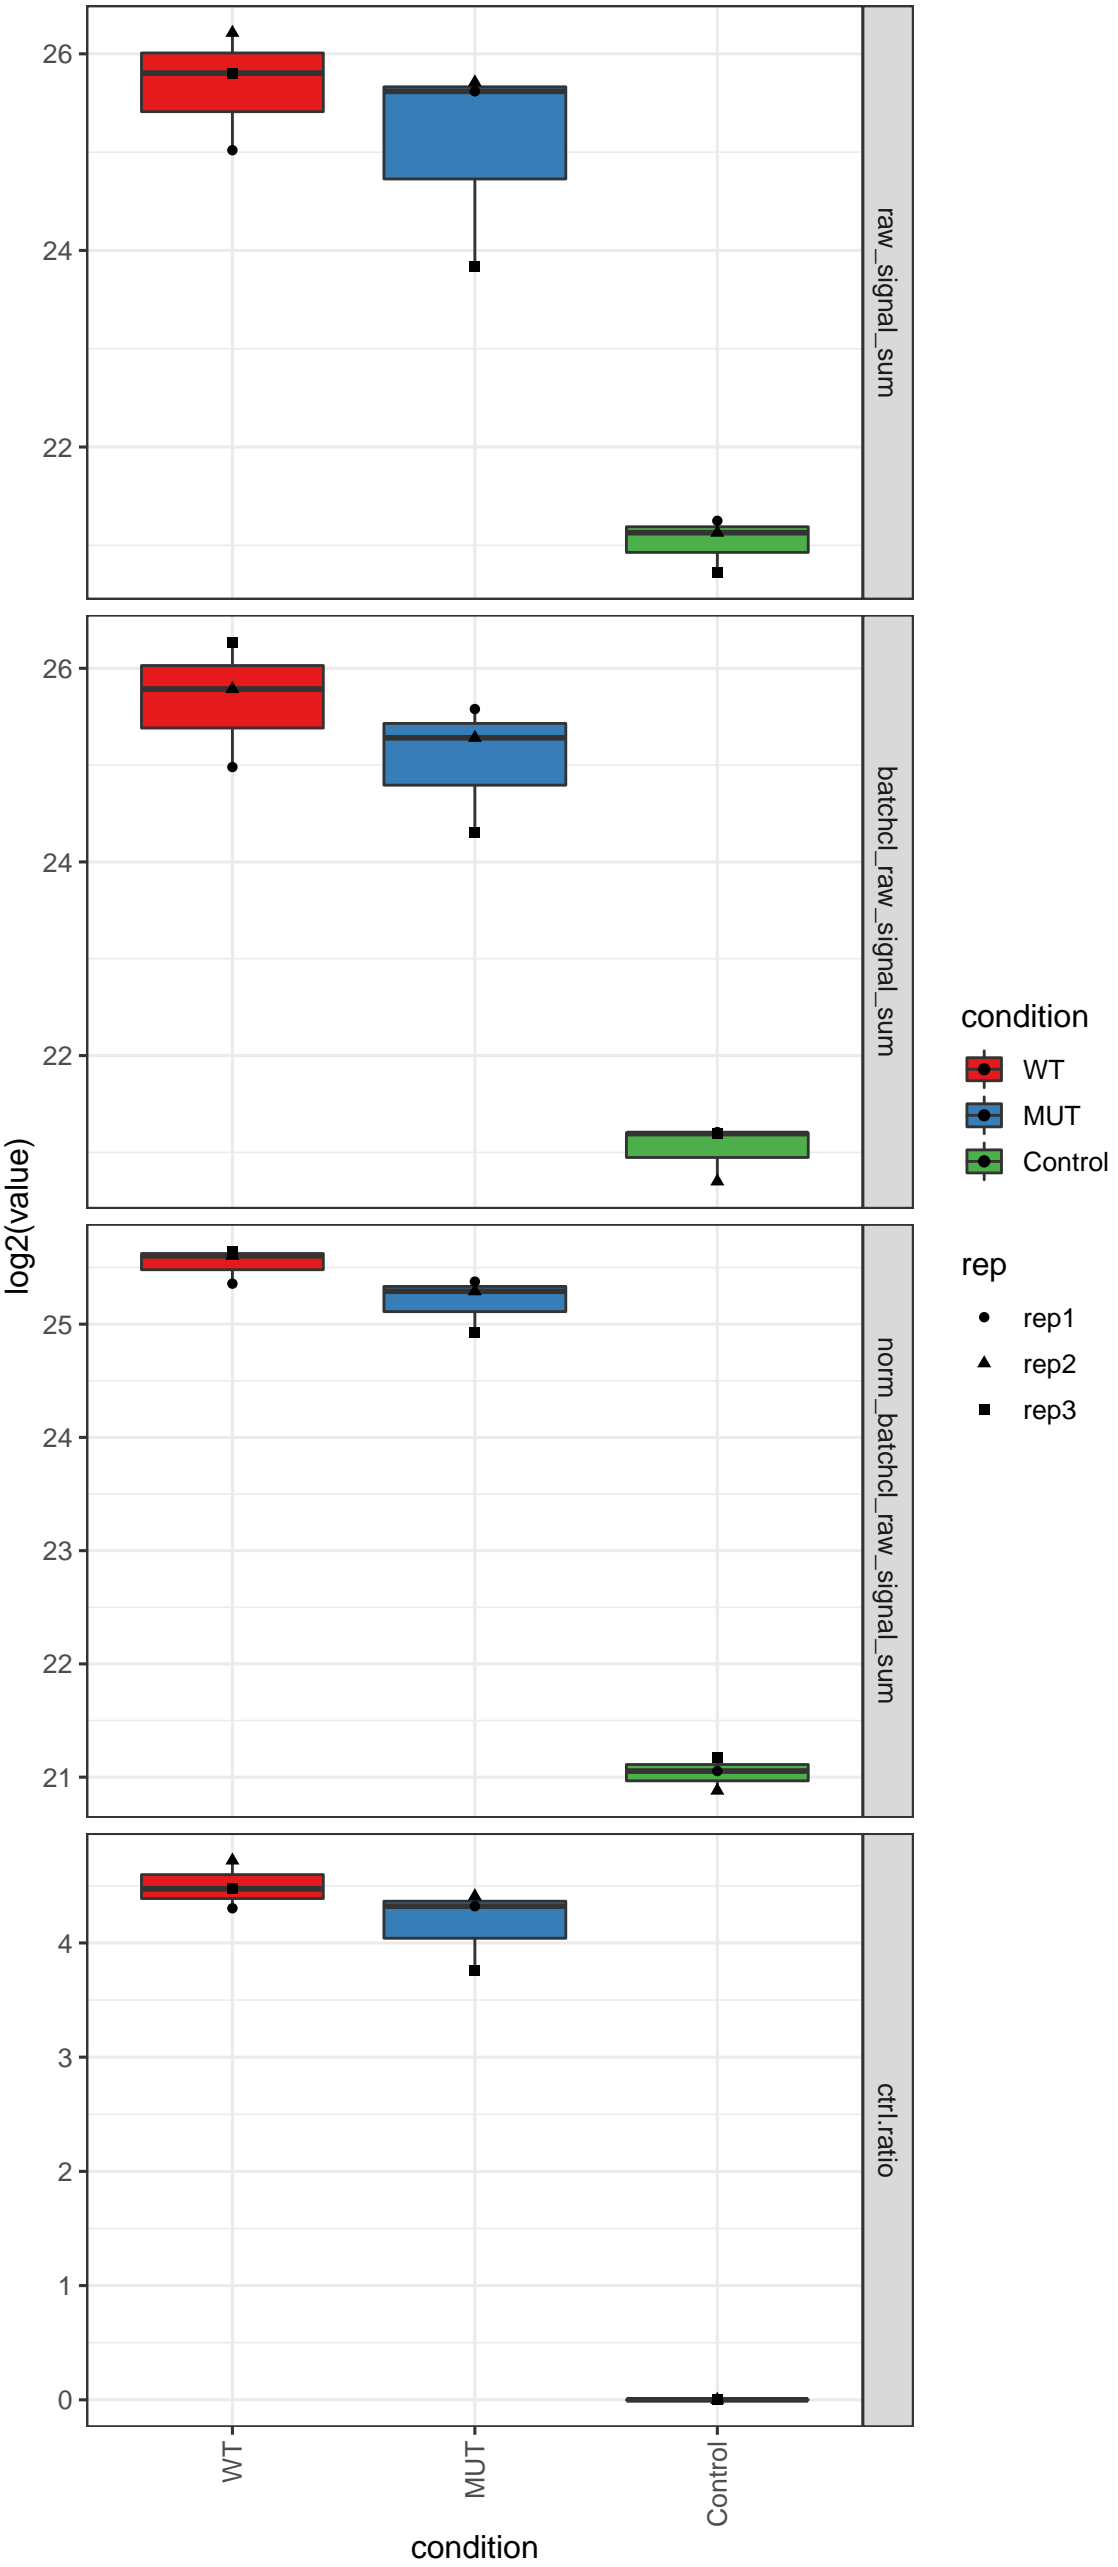 26
24
22
raw_signal_sum
26
24
22
batchcl_raw_signal_sum
25
24
23
22
21
norm_batchcl_raw_signal_sum
4
3
2
1
0
ctrl.ratio
log2(value)
WT
MUT
Control
condition
condition
WT
MUT
Control
rep
rep1
rep2
rep3